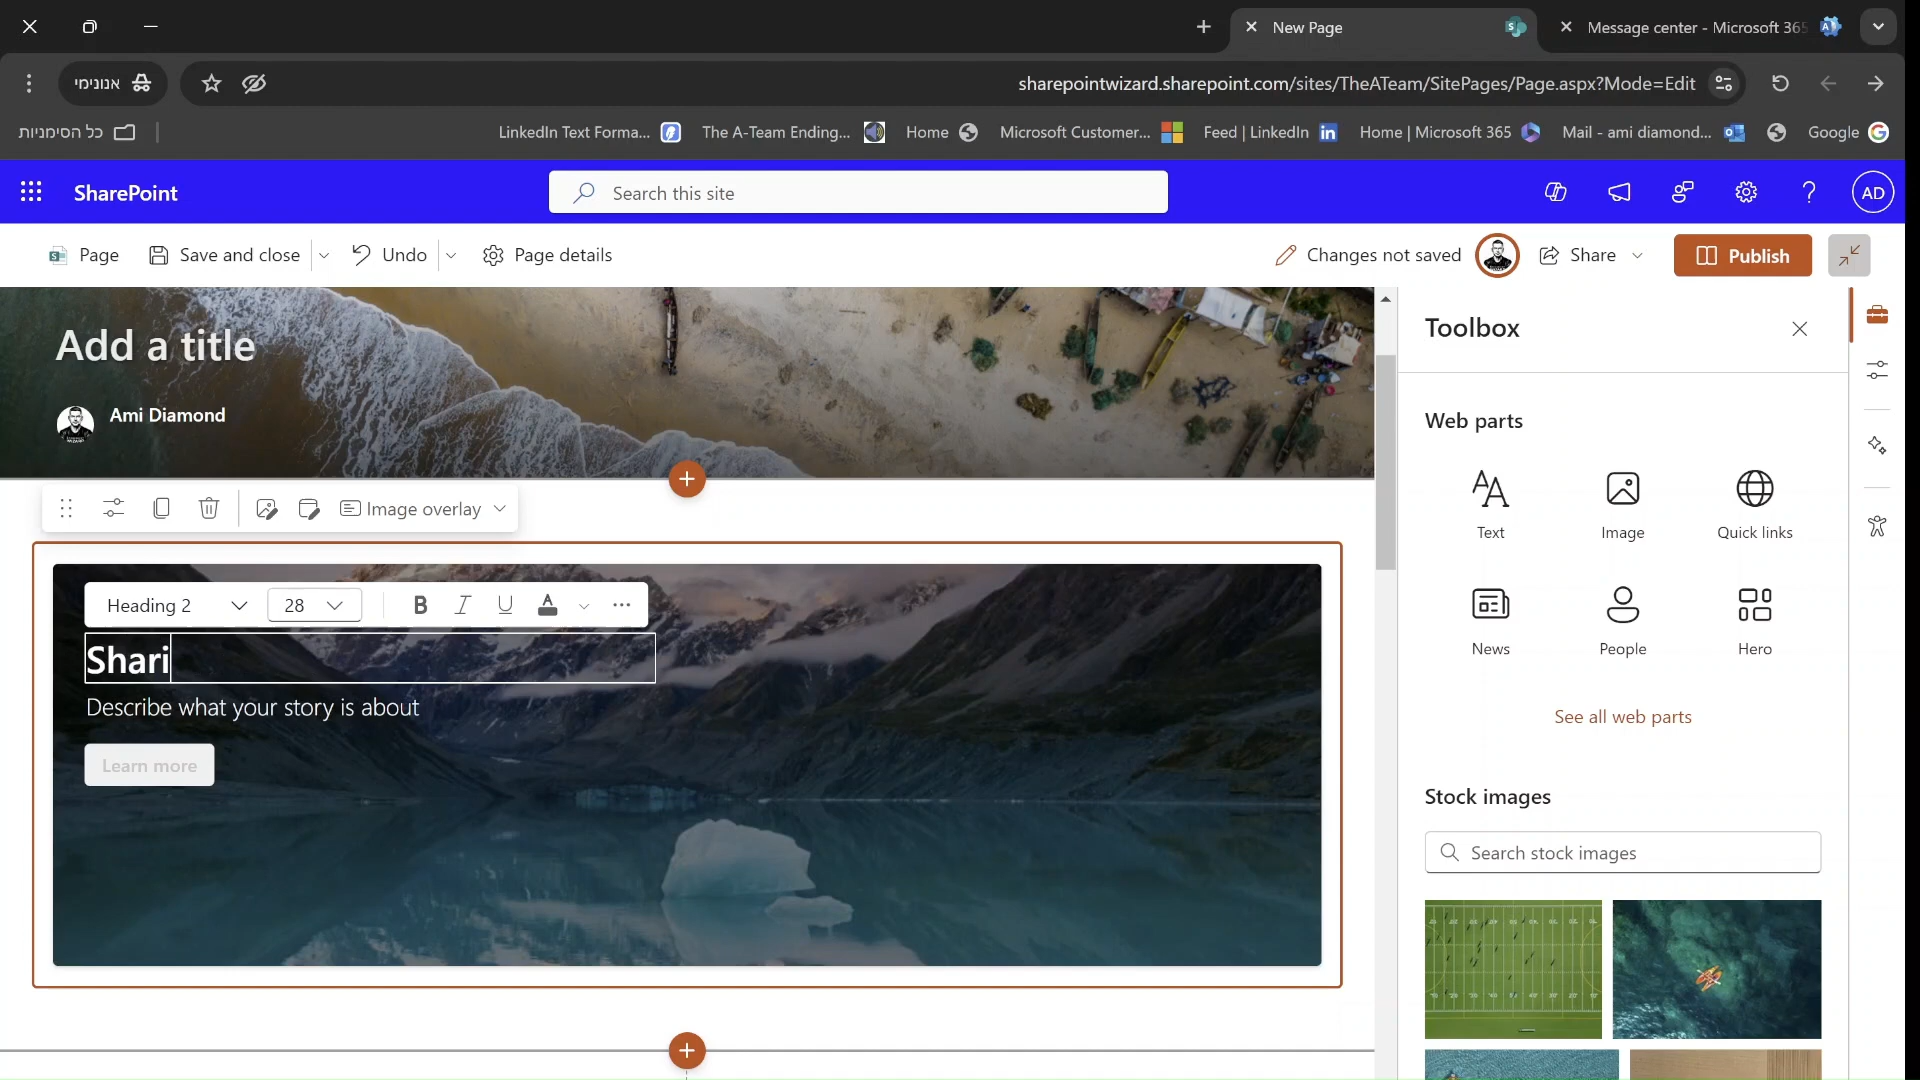 New Page
Message center - Microsoft 365
אנונימי
sharepointwizard.sharepoint.com/sites/TheATeam/SitePages/Page.aspx?Mode=Edit
כל הסימניות
LinkedIn Text Forma...
The A-Team Ending...
Home
Microsoft Customer...
Feed | LinkedIn
Home | Microsoft 365
Mail - ami diamond...
Google
SharePoint
Search this site
AD
Page
Save and close
Undo
Page details
Changes not saved
Share
Publish
Add a title
Ami Diamond
Image overlay
Heading 2
28
Shari
Describe what your story is about
Learn more
Toolbox
Web parts
Text
Image
Quick links
News
People
Hero
See all web parts
Stock images
Search stock images